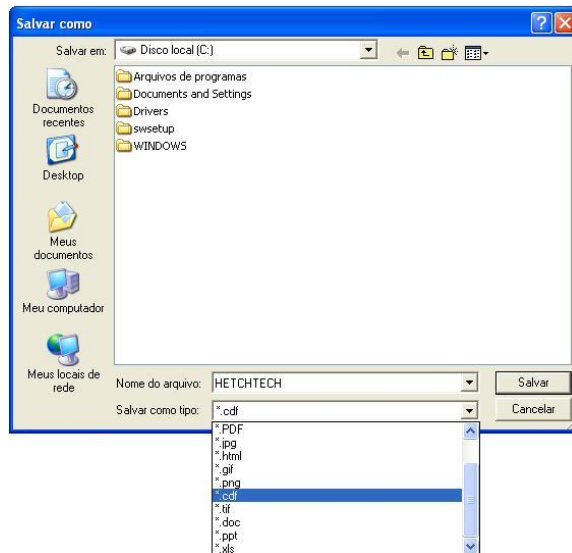 Salvar como
Salvar em: Disco local (C:)
Arquivos de programas
Documents and Settings
Drivers
swsetup
WINDOWS
Documentos
recentes
Desktop
Meus
documentos
Meu computador
Meus locais de
rede
Nome do arquivo: HETCHTECH Salvar
Salvar como tipo: *.cdf Cancelar
*.PDF
*.jpg
*.html
*.gif
*.png
*.cdf
*.tif
*.doc
*.ppt
*.xls